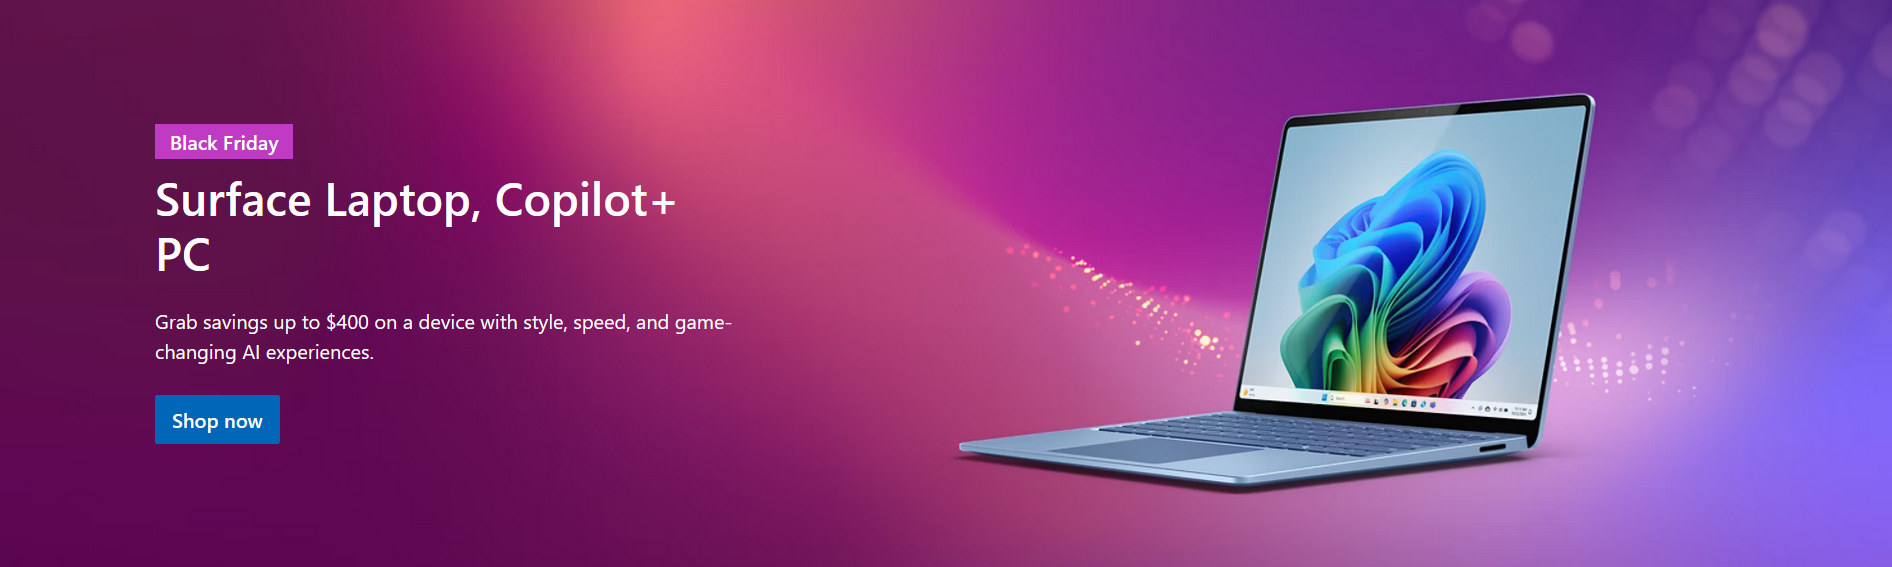 Black Friday
Surface Laptop, Copilot+
PC
Grab savings up to $400 on a device with style, speed, and game-
changing AI experiences.
Shop now